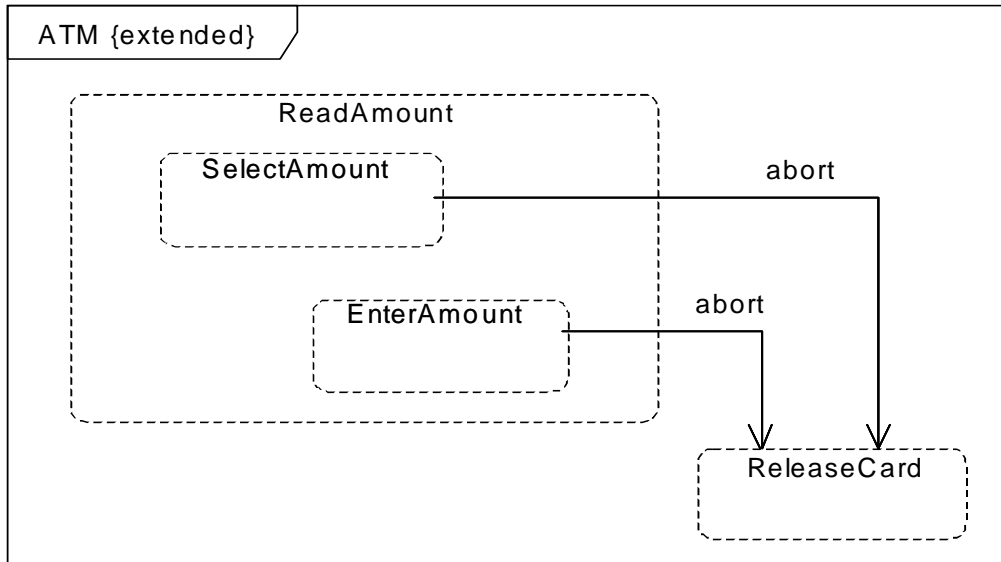 ATM {extended}
ReadAmount
SelectAmount
abort
EnterAmount
abort
ReleaseCard